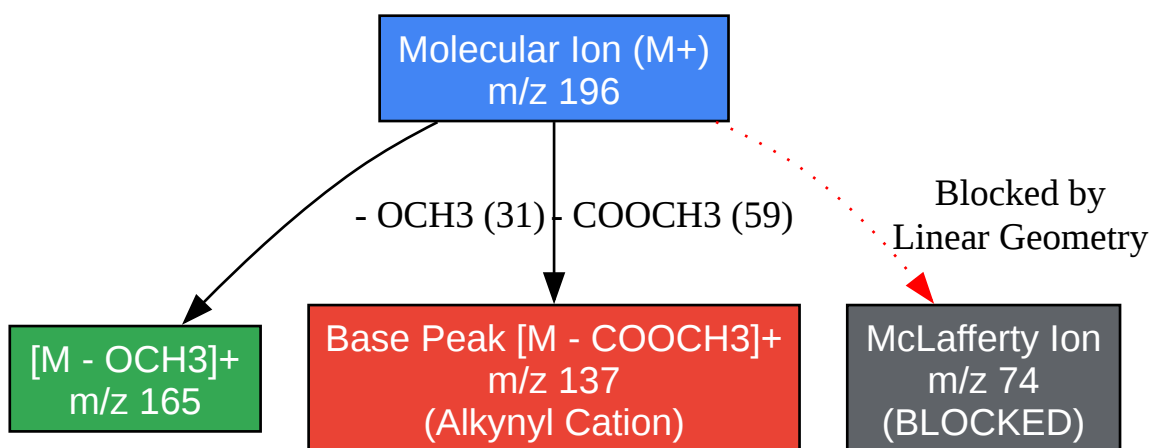 Molecular Ion (M+)
m/z 196
- OCH3 (31)
- COOCH3 (59)
Blocked by
Linear Geometry
[M - OCH3]+
m/z 165
Base Peak [M - COOCH3]+
m/z 137
(Alkynyl Cation)
McLafferty Ion
m/z 74
(BLOCKED)